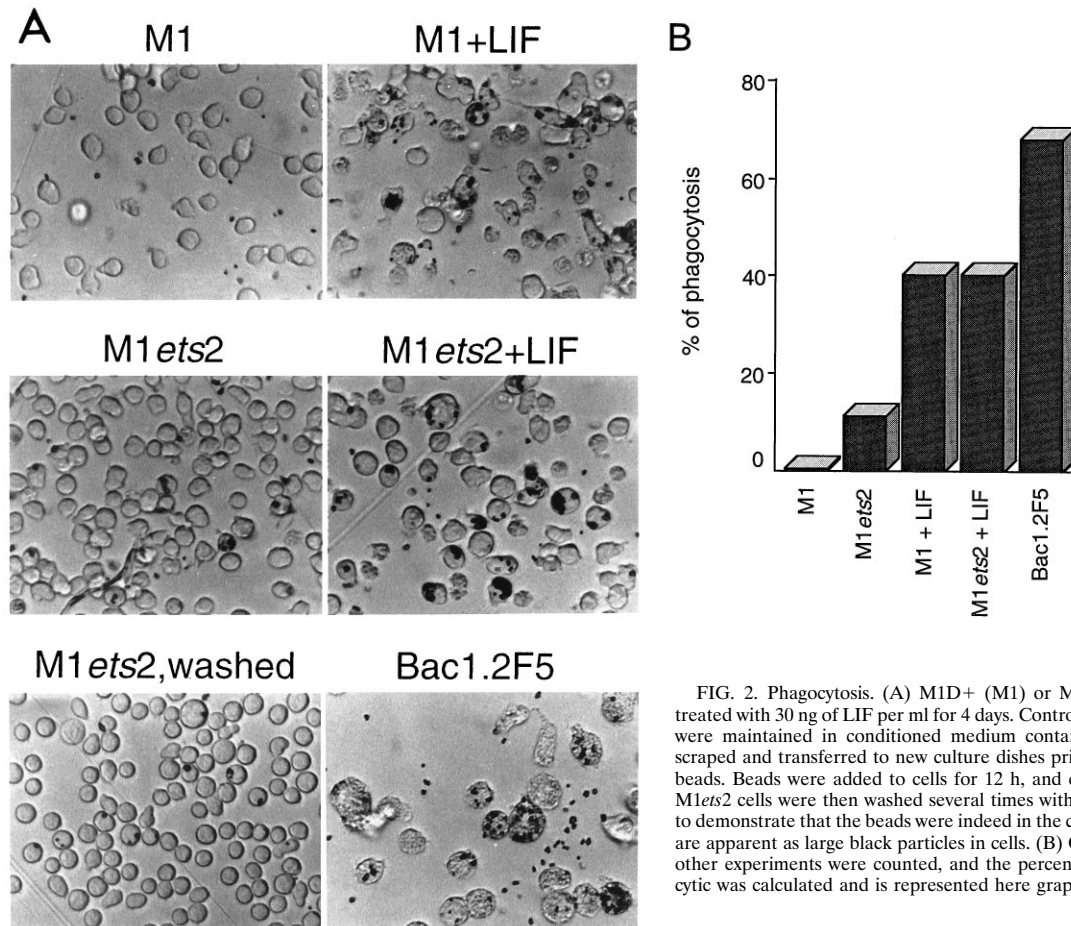 A
M1
M1+LIF
M1ets2
M1ets2+LIF
M1ets2,washed
Bac1.2F5
B
% of phagocytosis
80
60
40
20
0
M1
M1ets2
M1 + LIF
M1ets2 + LIF
Bac1.2F5
FIG. 2. Phagocytosis. (A) M1D+ (M1) or M
treated with 30 ng of LIF per ml for 4 days. Control
were maintained in conditioned medium contai
scraped and transferred to new culture dishes pri
beads. Beads were added to cells for 12 h, and
M1ets2 cells were then washed several times with
to demonstrate that the beads were indeed in the c
are apparent as large black particles in cells. (B)
other experiments were counted, and the percen
cytic was calculated and is represented here grap